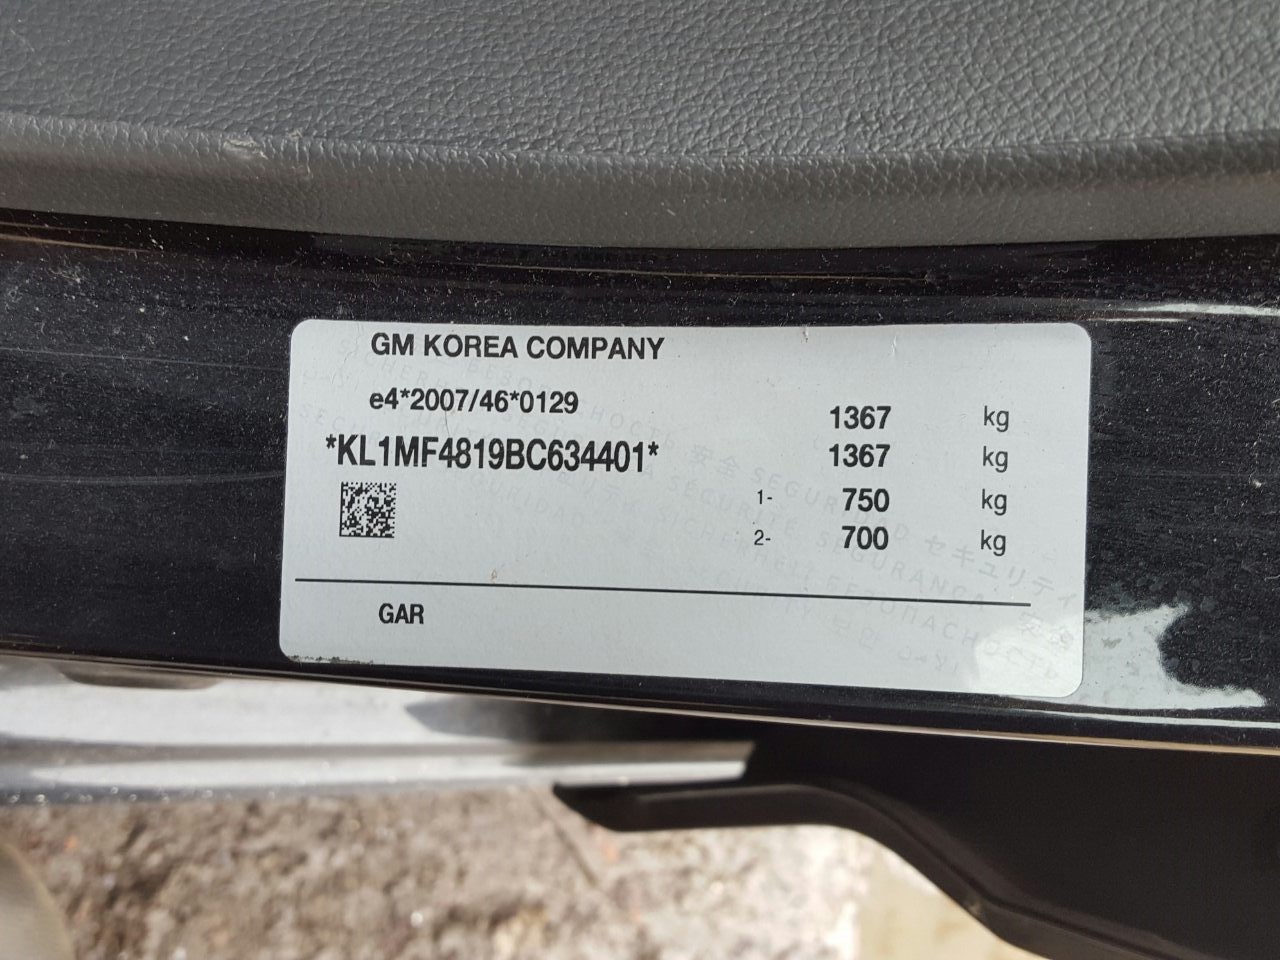 GM KOREA COMPANY
e4*2007/46*0129
1367 kg
*KL1MF4819BC634401*
1367 kg
1- 750 kg
2- 700 kg
GAR